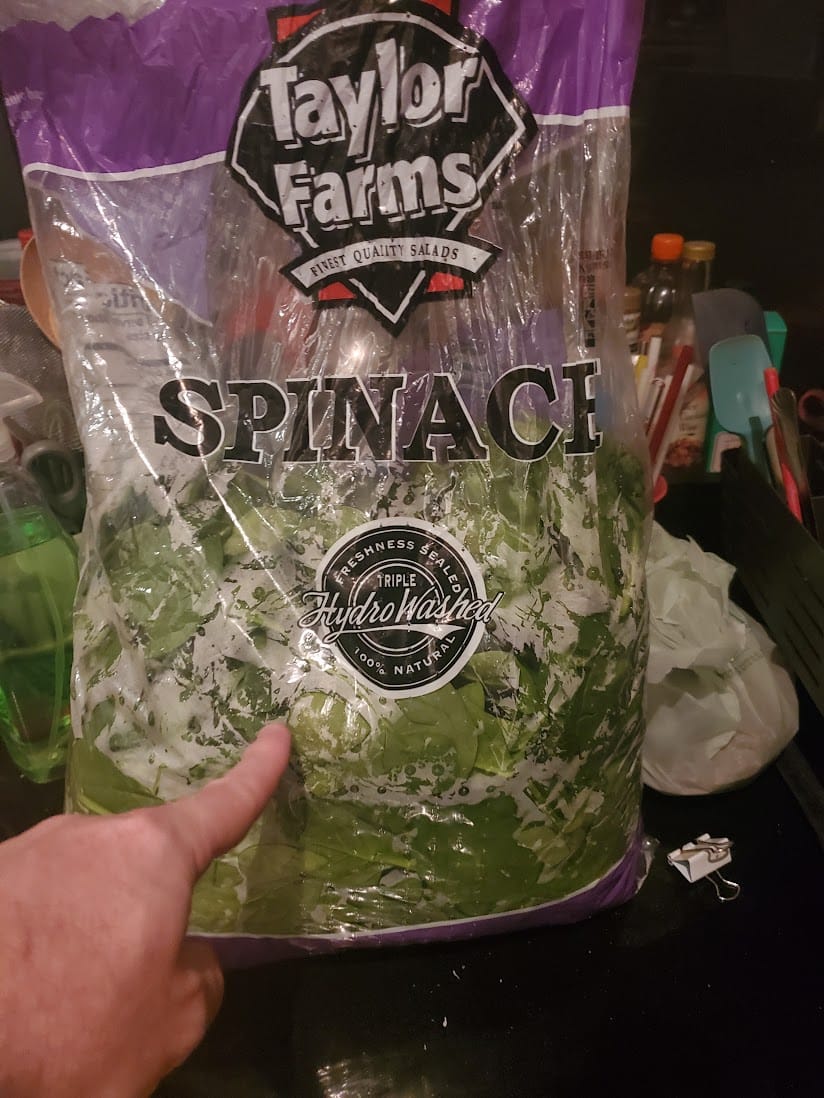 Taylor
Farms
FINEST QUALITY SALADS
SPINACH
FRESHNESS SEALED
TRIPLE
HydroWashed
100% NATURAL